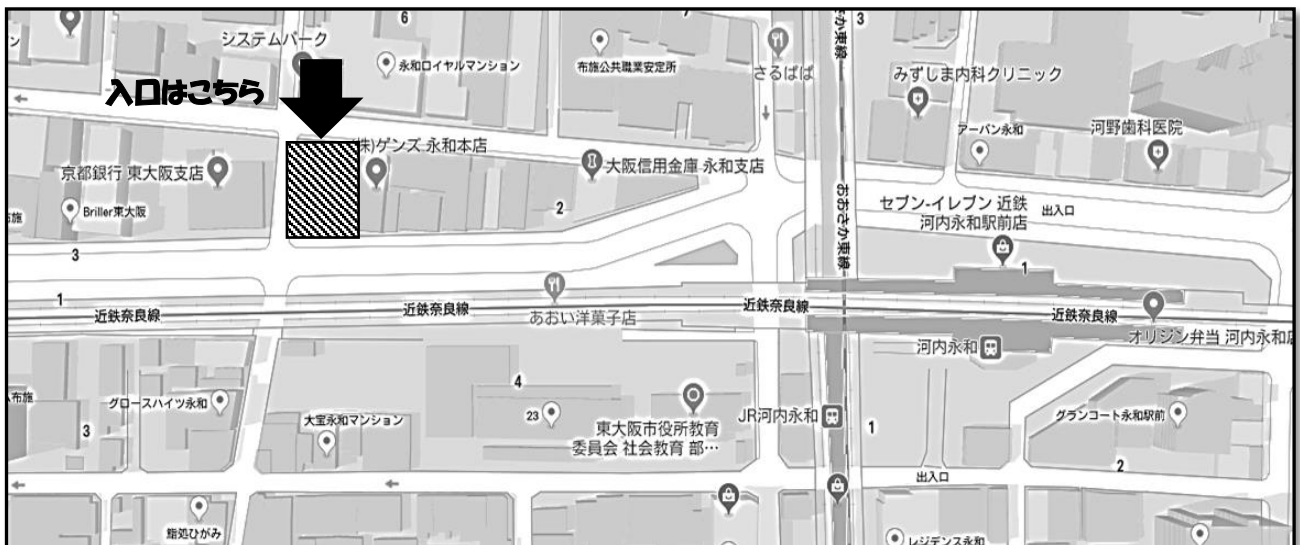 6
7
3
ン
システムパーク
永和ロイヤルマンション
布施公共職業安定所
さるぱぱ
みずしま内科クリニック
入口はこちら
アーバン永和
河野歯科医院
京都銀行 東大阪支店
(株)ゲンズ 永和本店
大阪信用金庫 永和支店
おおさか東線
セブン-イレブン 近鉄
河内永和駅前店
出入口
布施
Briller東大阪
2
3
1
1
近鉄奈良線
近鉄奈良線
近鉄奈良線
近鉄奈良線
あおい洋菓子店
オリジン弁当 河内永和店
河内永和
布施
グロースハイツ永和
4
23
大宝永和マンション
東大阪市役所教育
委員会 社会教育 部…
JR河内永和
グランコート永和駅前
3
1
2
出入口
鮨処ひがみ
レジデンス永和